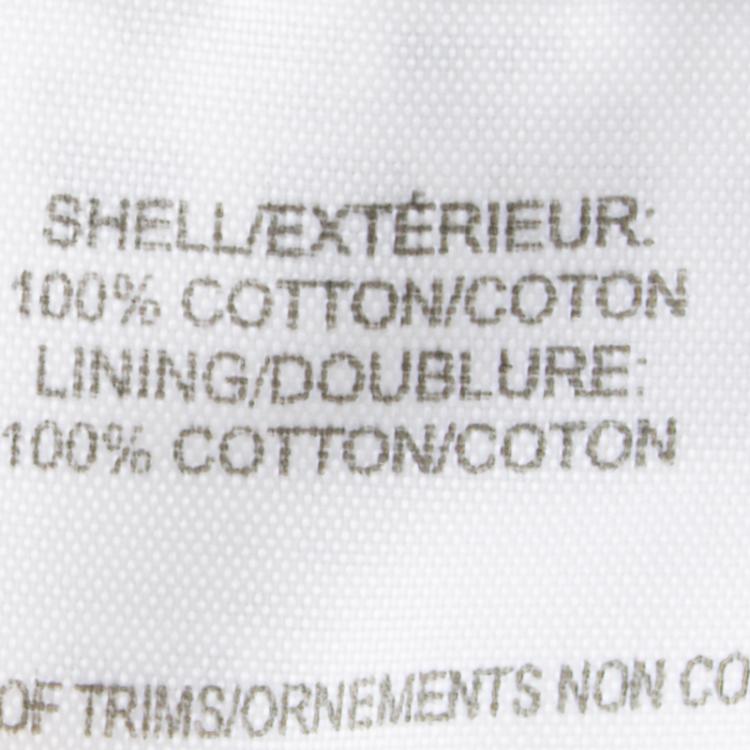 SHELL/EXTÉRIEUR:
100% COTTON/COTON
LINING/DOUBLURE:
100% COTTON/COTON
OF TRIMS/ORNEMENTS NON CO